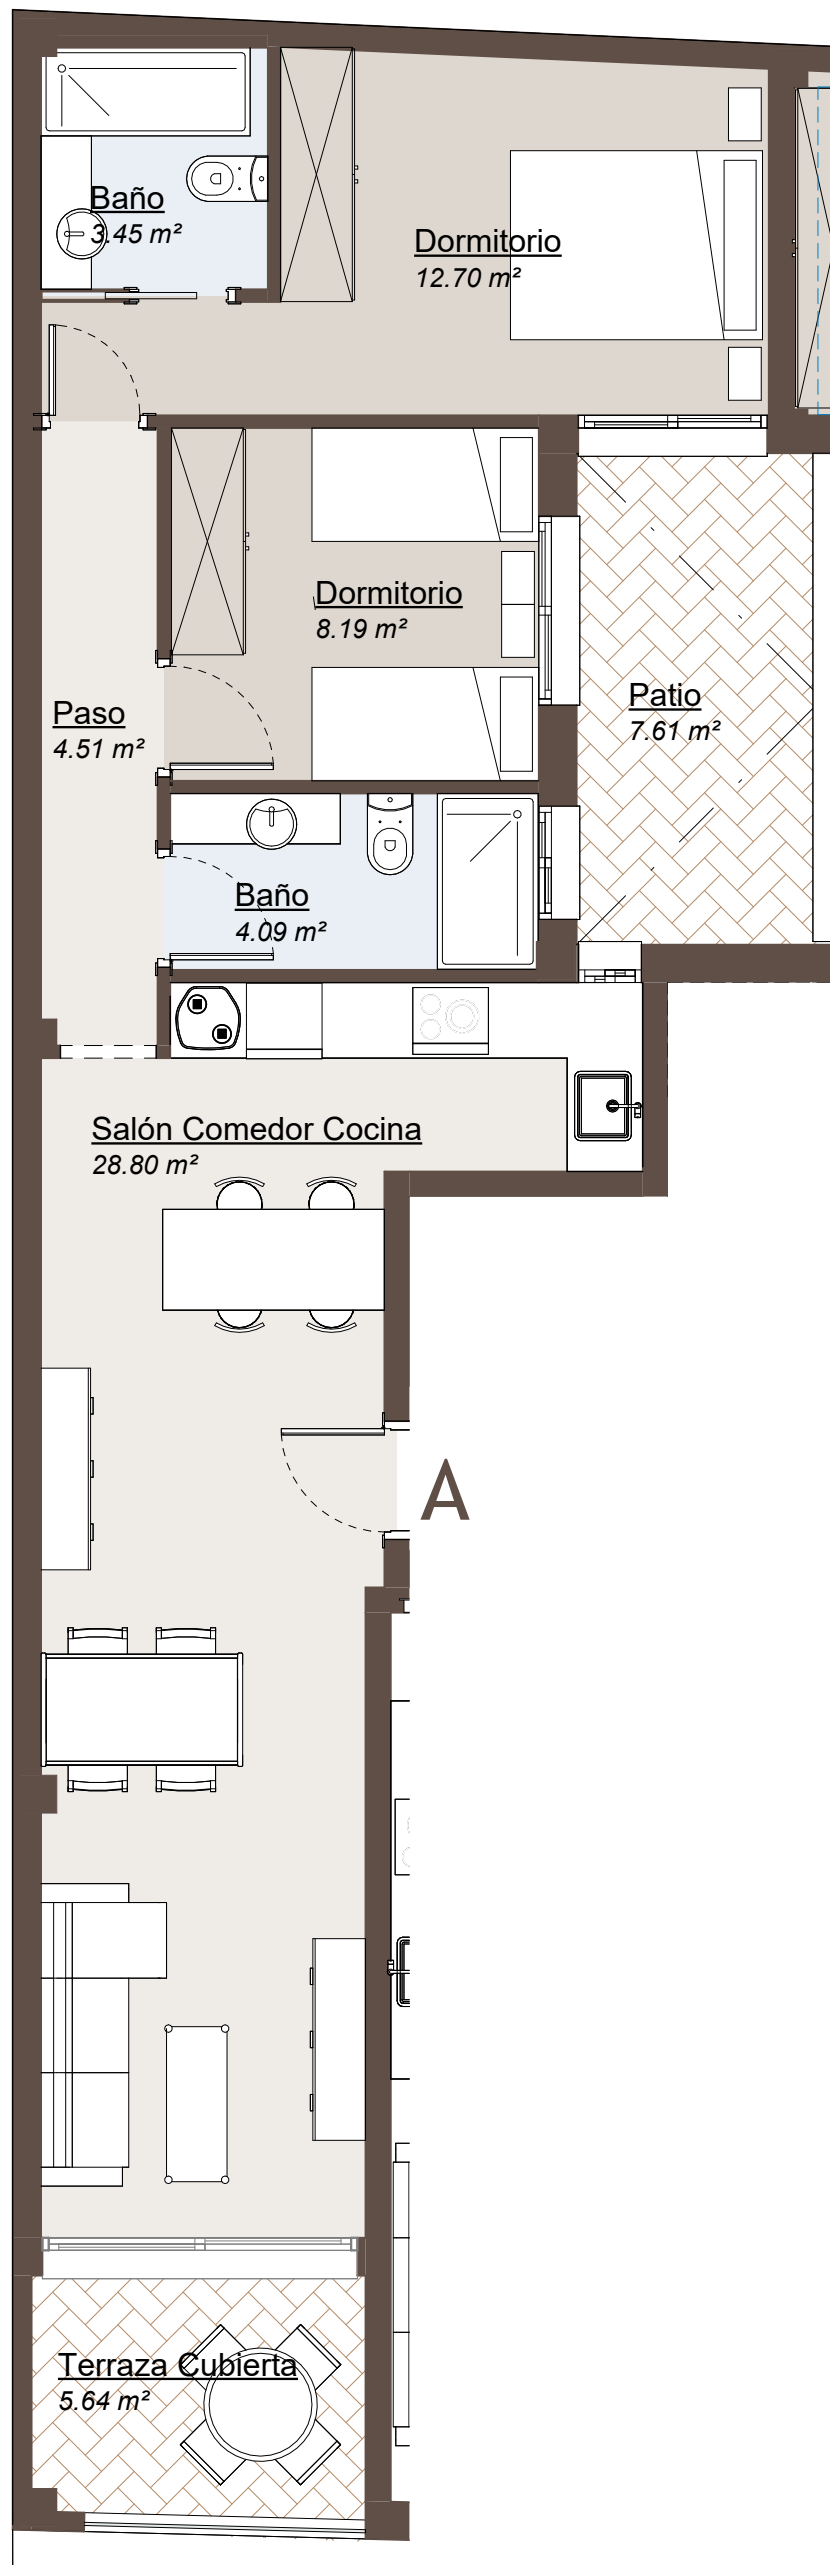 Baño
3.45 m²
Dormitorio
12.70 m²
Dormitorio
8.19 m²
Paso
4.51 m²
Patio
7.61 m²
Baño
4.09 m²
Salón Comedor Cocina
28.80 m²
A
Terraza Cubierta
5.64 m²